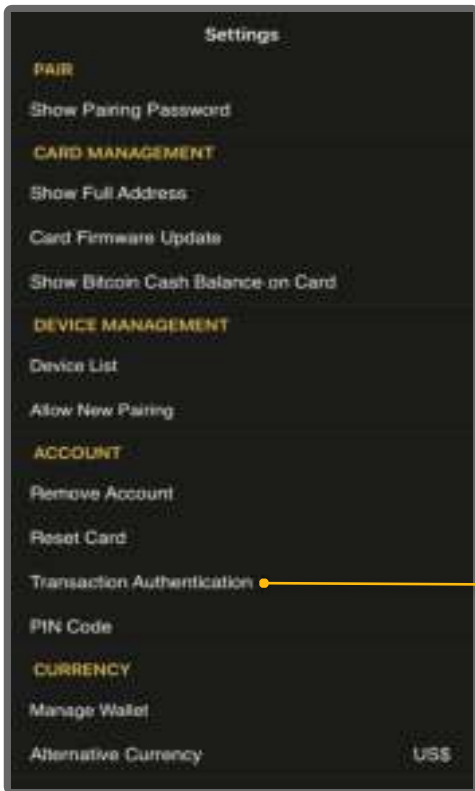 Settings
PAIR
Show Pairing Password
CARD MANAGEMENT
Show Full Address
Card Firmware Update
Show Bitcoin Cash Balance on Card
DEVICE MANAGEMENT
Device List
Allow New Pairing
ACCOUNT
Remove Account
Reset Card
Transaction Authentication
PIN Code
CURRENCY
Manage Wallet
Alternative Currency US$